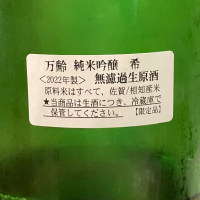 万齢 純米吟醸 希
<2022年製> 無濾過生原酒
原料米はすべて、佐賀/相知産米
★当商品は生酒につき、冷蔵庫で
保管してください。【限定品】